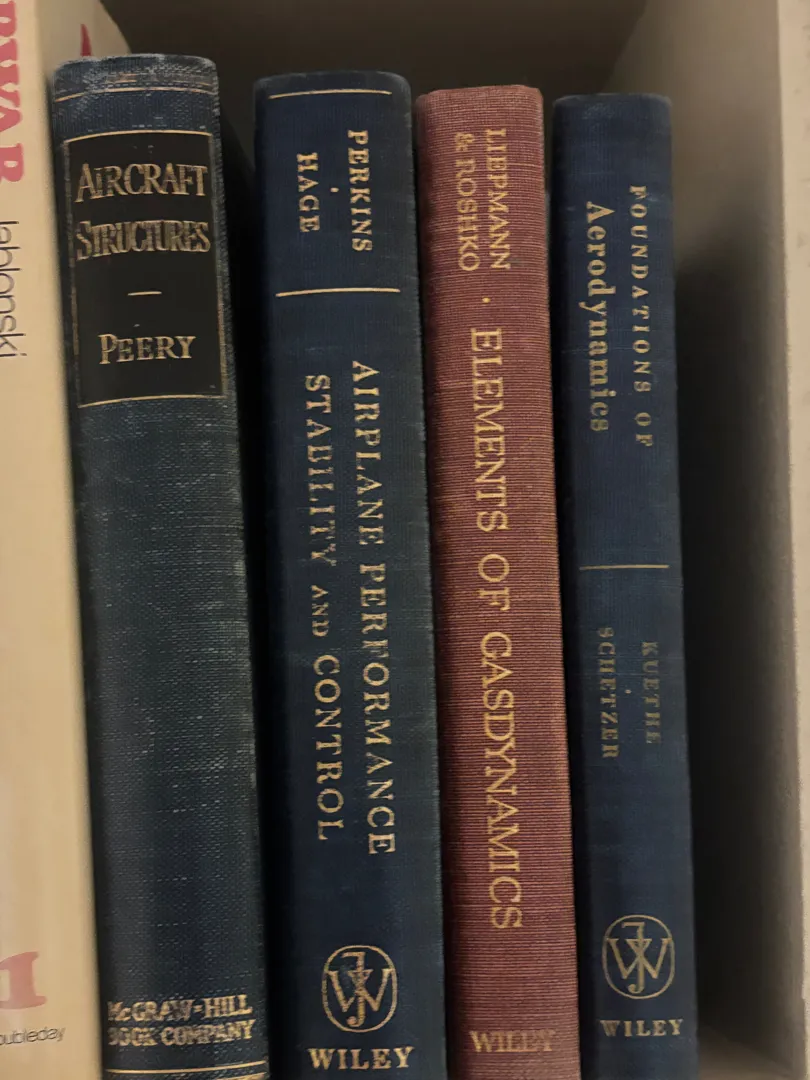 Jablonski
AIRCRAFT
STRUCTURES
PEERY
McGRAW-HILL
BOOK COMPANY
PERKINS
HAGE
AIRPLANE PERFORMANCE
STABILITY AND CONTROL
WILEY
LIEPMANN
& ROSHKO
ELEMENTS OF GASDYNAMICS
WILEY
FOUNDATIONS OF
Aerodynamics
KUETHE
SCHETZER
WILEY